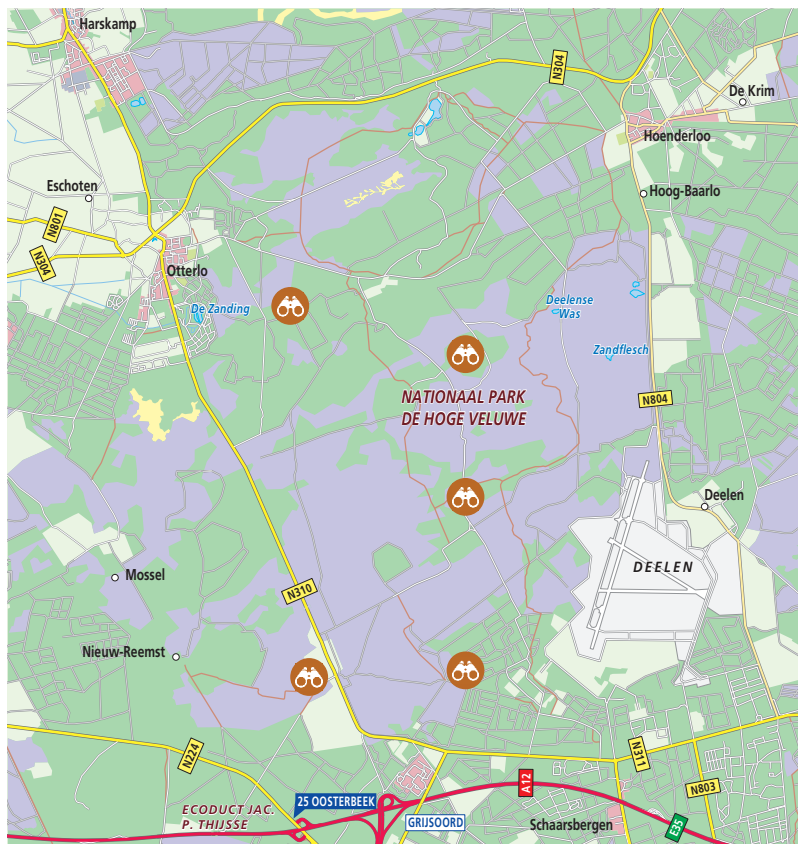 Harskamp
N304
De Krim
Hoenderloo
Eschoten
Hoog-Baarlo
N801
N304
Otterlo
De Zanding
Deelense
Was
Zandflesch
NATIONAAL PARK
DE HOGE VELUWE
N804
Deelen
DEELEN
Mossel
N310
Nieuw-Reemst
N224
N311
A12
N803
25 OOSTERBEEK
ECODUCT JAC.
P. THIJSSE
GRIJSOORD
Schaarsbergen
E35